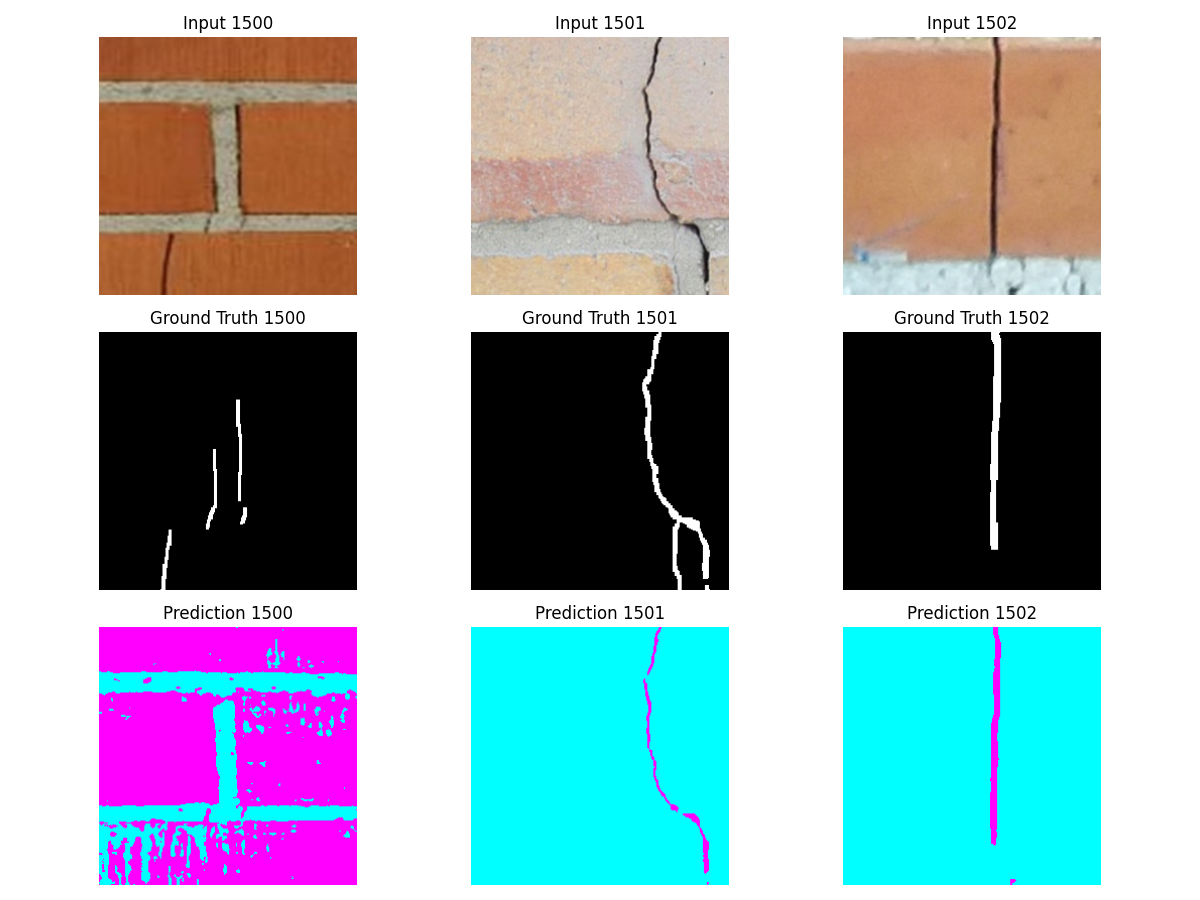 Input 1500
Input 1501
Input 1502
Ground Truth 1500
Ground Truth 1501
Ground Truth 1502
Prediction 1500
Prediction 1501
Prediction 1502